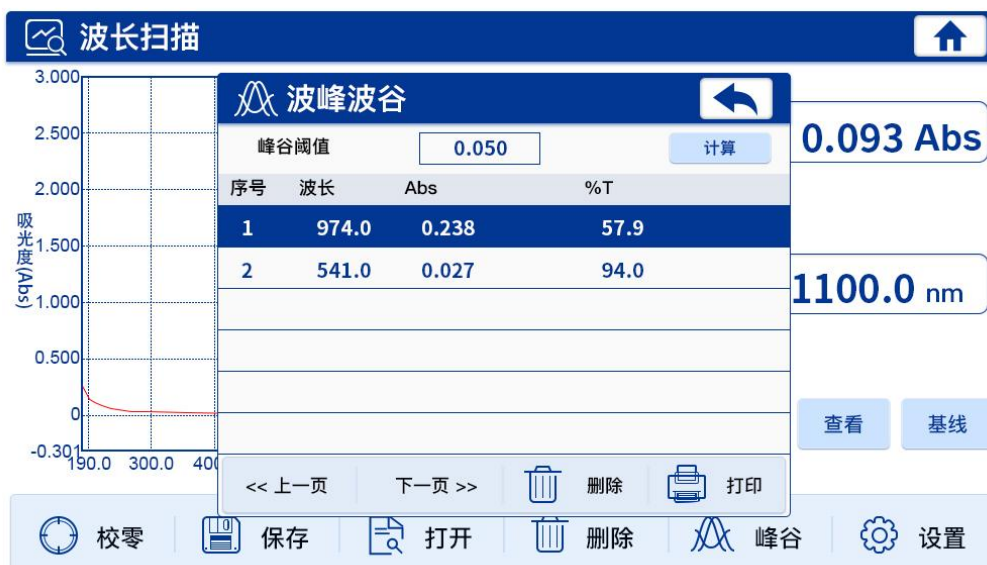 波长扫描
波峰波谷
峰谷阈值 0.050 计算
序号 波长 Abs %T
1 974.0 0.238 57.9
2 541.0 0.027 94.0
<< 上一页 下一页 >> 删除 打印
吸光度(Abs)
3.000
2.500
2.000
1.500
1.000
0.500
0
-0.301
190.0 300.0 400
0.093 Abs
1100.0 nm
查看 基线
校零 保存 打开 删除 峰谷 设置